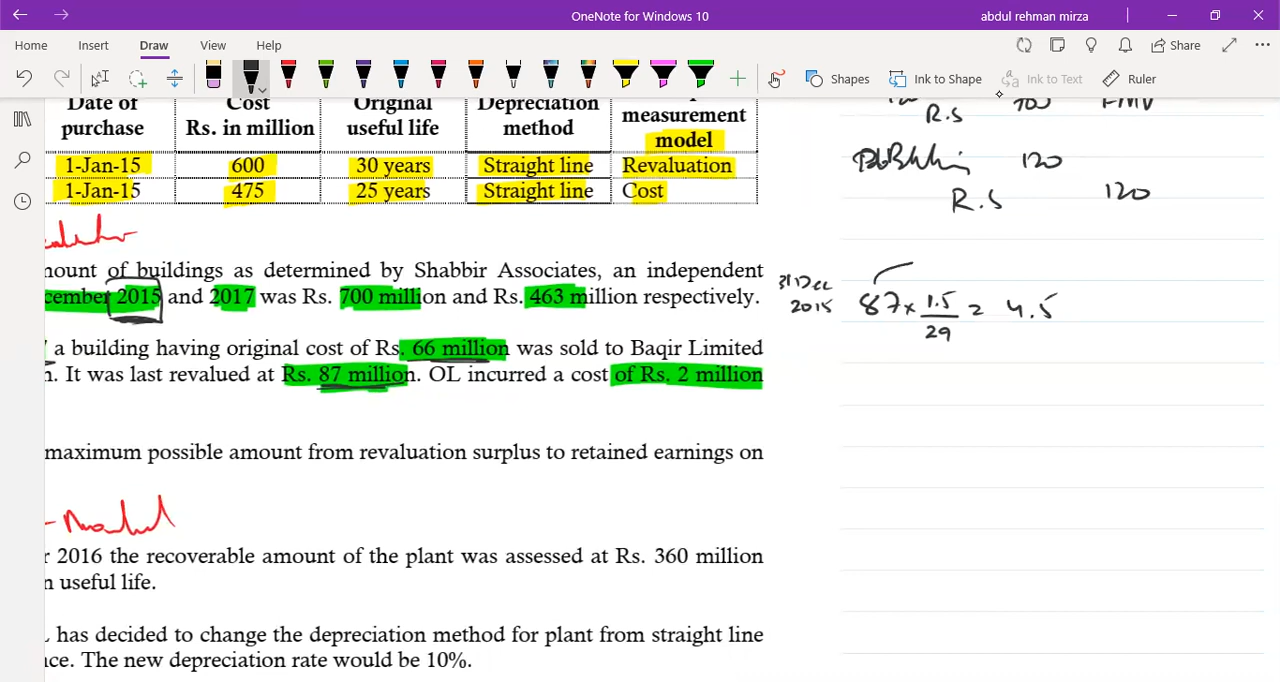 OneNote for Windows 10
abdul rehman mirza
Home Insert Draw View Help
Share
Shapes Ink to Shape Ink to Text Ruler
Date of purchase Cost Rs. in million Original useful life Depreciation method measurement model
1-Jan-15 600 30 years Straight line Revaluation
1-Jan-15 475 25 years Straight line Cost
R.S 700 FMV
120
R.S 120
mount of buildings as determined by Shabbir Associates, an independent
cember 2015 and 2017 was Rs. 700 million and Rs. 463 million respectively.
31 Dec
2015 87 × 1.5/29 = 4.5
a building having original cost of Rs. 66 million was sold to Baqir Limited
n. It was last revalued at Rs. 87 million. OL incurred a cost of Rs. 2 million
maximum possible amount from revaluation surplus to retained earnings on
- Model
r 2016 the recoverable amount of the plant was assessed at Rs. 360 million
n useful life.
L has decided to change the depreciation method for plant from straight line
nce. The new depreciation rate would be 10%.